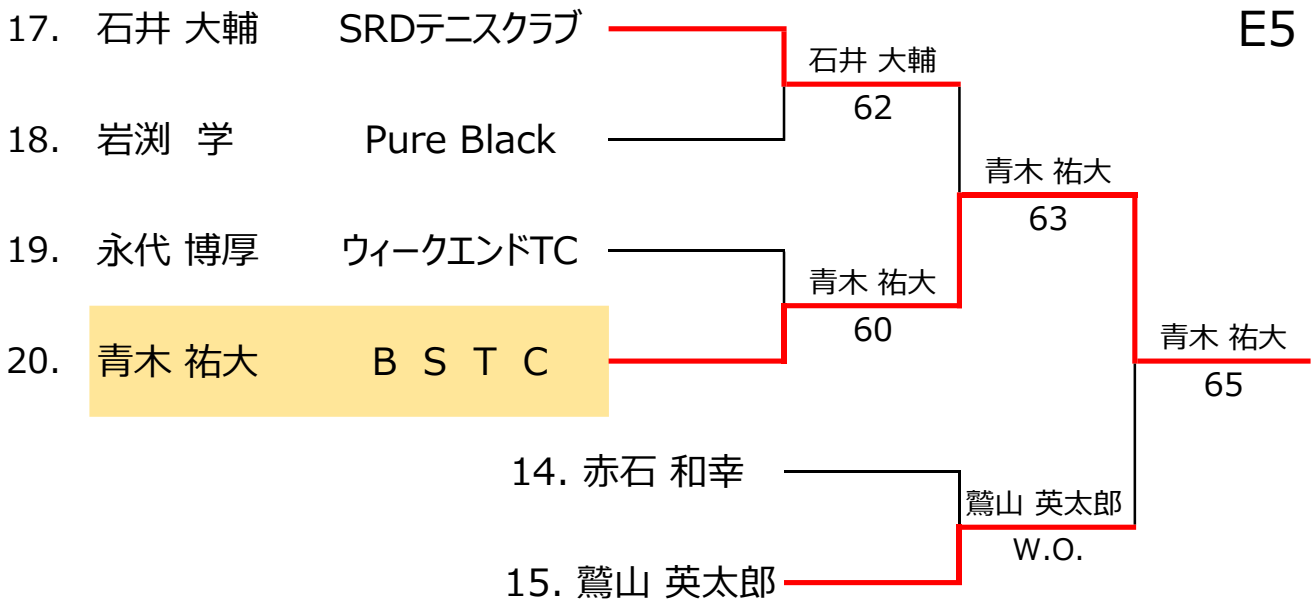 17. 石井 大輔 SRDテニスクラブ
E5
石井 大輔
62
18. 岩渕 学 Pure Black
青木 祐大
63
19. 永代 博厚 ウィークエンドTC
青木 祐大
60
20. 青木 祐大 B S T C
青木 祐大
65
14. 赤石 和幸
鷲山 英太郎
W.O.
15. 鷲山 英太郎